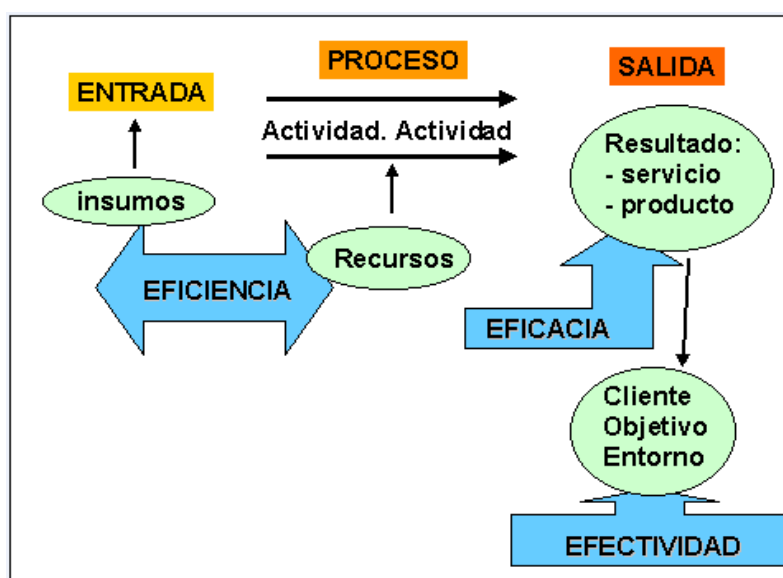 PROCESO
SALIDA
ENTRADA
Actividad. Actividad
Resultado:
- servicio
- producto
insumos
Recursos
EFICIENCIA
EFICACIA
Cliente
Objetivo
Entorno
EFECTIVIDAD